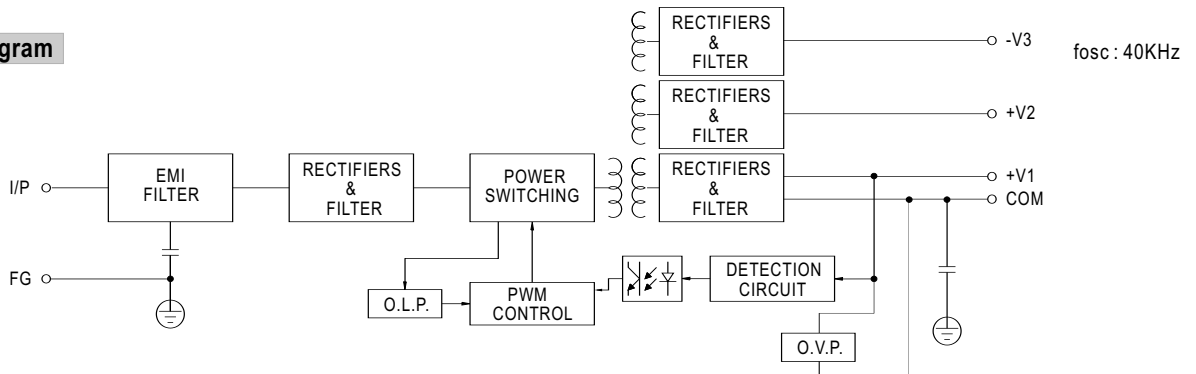 gram
RECTIFIERS
&
FILTER
-V3
fosc : 40KHz
RECTIFIERS
&
FILTER
+V2
I/P
EMI
FILTER
RECTIFIERS
&
FILTER
POWER
SWITCHING
RECTIFIERS
&
FILTER
+V1
COM
FG
O.L.P.
PWM
CONTROL
DETECTION
CIRCUIT
O.V.P.